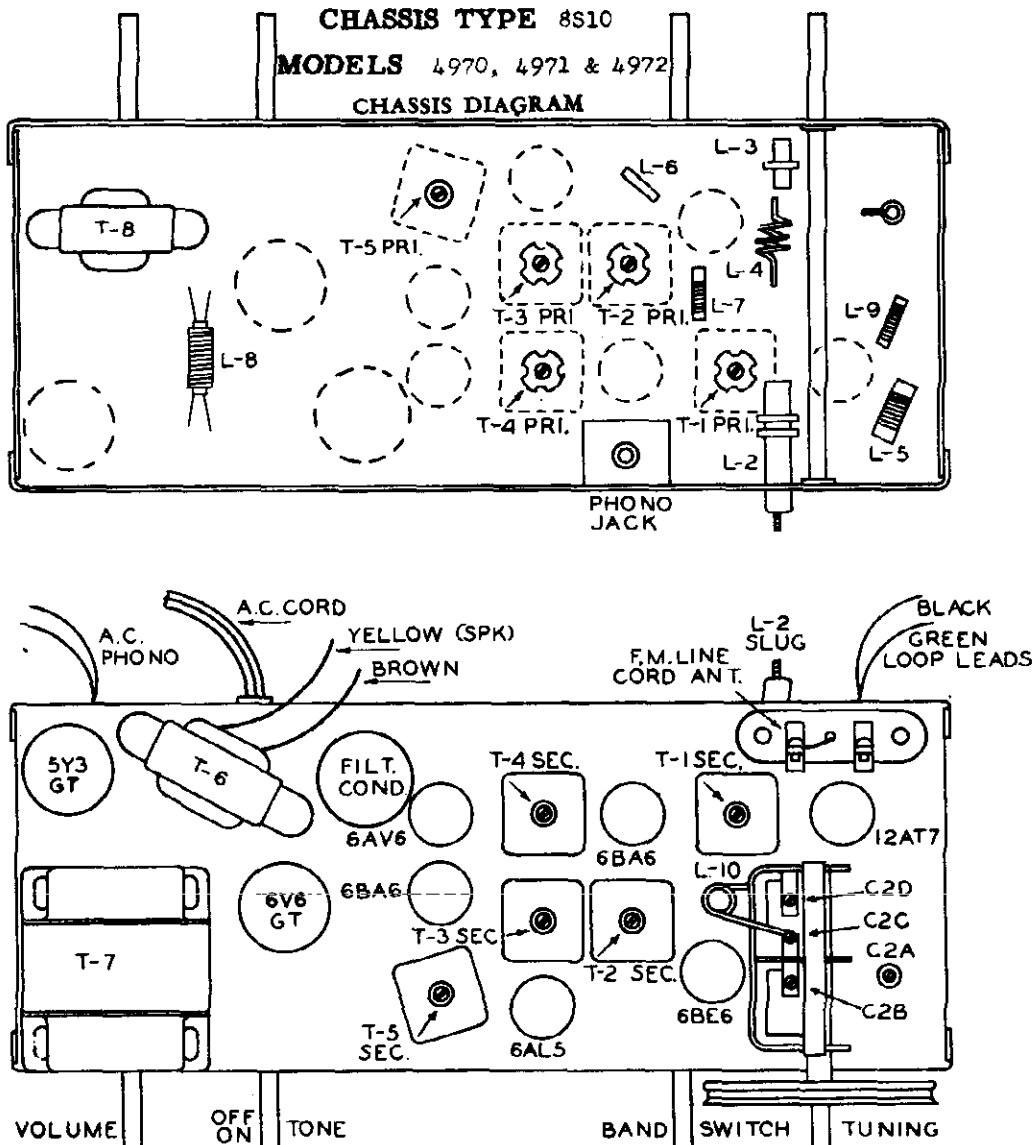 CHASSIS TYPE 8S10
MODELS 4970, 4971 & 4972
CHASSIS DIAGRAM
L-3
L-6
T-8
T-5 PRI.
L-4
T-3 PRI
T-2 PRI.
L-7
L-9
L-8
T-4 PRI.
T-1 PRI.
L-2
L-5
PHONO
JACK
A.C. CORD
A.C.
PHONO
YELLOW (SPK)
BROWN
L-2
SLUG
BLACK
GREEN
LOOP LEADS
F.M. LINE
CORD ANT.
5Y3
GT
T-6
FILT.
COND.
T-4 SEC.
T-1 SEC.
6AV6
6BA6
12AT7
6V6
GT
6BA6
L-10
C2D
C2C
C2A
C2B
T-3 SEC
T-2 SEC.
T-7
6BE6
T-5
SEC.
6AL5
VOLUME
OFF
ON
TONE
BAND
SWITCH
TUNING